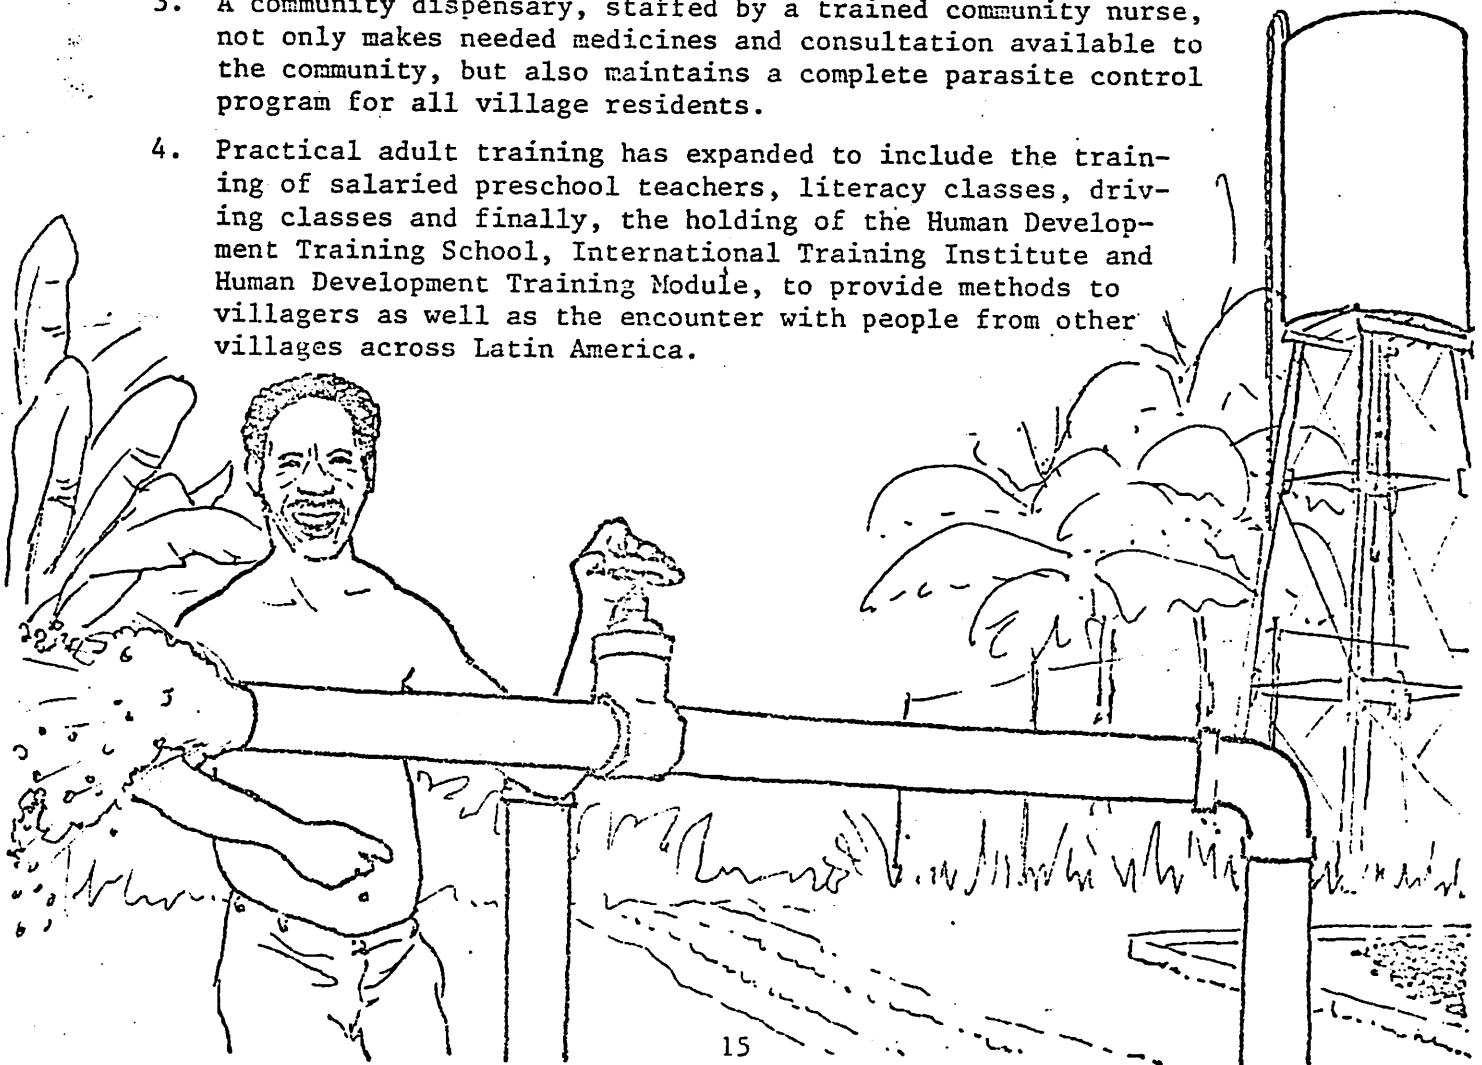 3. A community dispensary, staffed by a trained community nurse,
not only makes needed medicines and consultation available to
the community, but also maintains a complete parasite control
program for all village residents.
4. Practical adult training has expanded to include the train-
ing of salaried preschool teachers, literacy classes, driv-
ing classes and finally, the holding of the Human Develop-
ment Training School, International Training Institute and
Human Development Training Module, to provide methods to
villagers as well as the encounter with people from other
villages across Latin America.
15